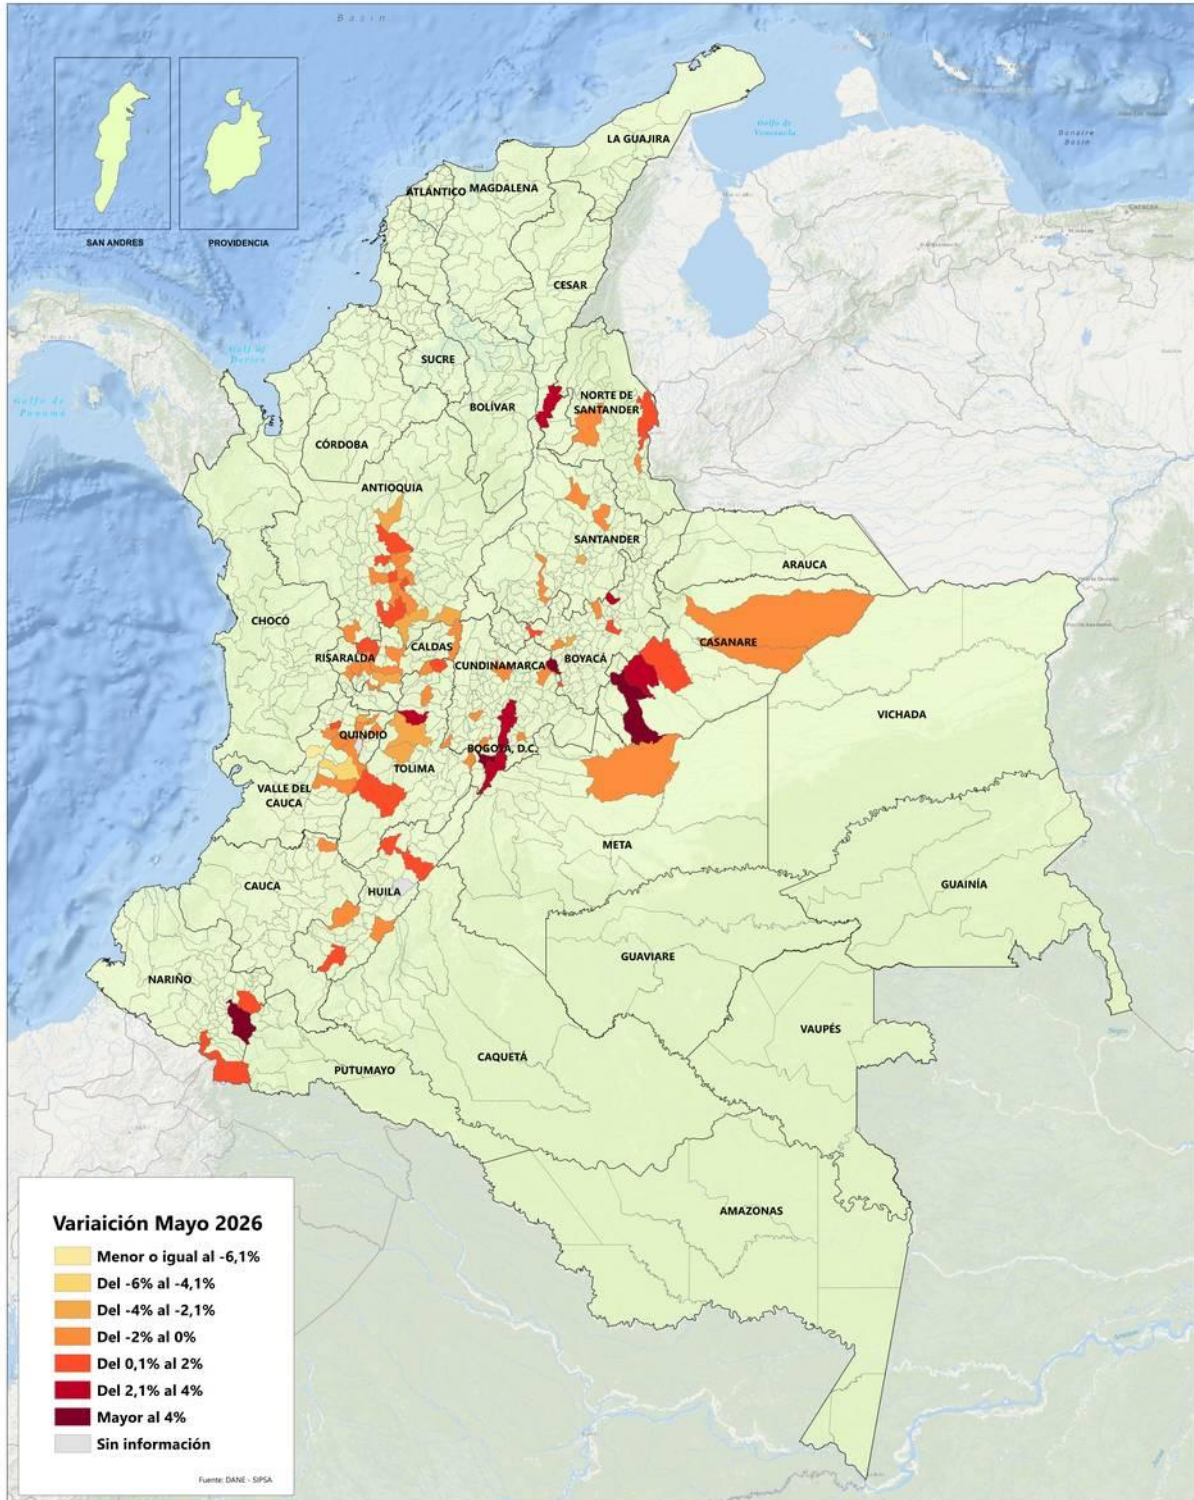 Basin
Golfo de
Venezuela
Bonaire
Basin
LA GUAJIRA
ATLÁNTICO
MAGDALENA
SAN ANDRES
PROVIDENCIA
CESAR
SUCRE
Golfo de
Panamá
NORTE DE
SANTANDER
BOLÍVAR
CÓRDOBA
ANTIOQUIA
SANTANDER
ARAUCA
CHOCÓ
CASANARE
CALDAS
RISARALDA
CUNDINAMARCA
BOYACÁ
VICHADA
QUINDIO
BOGOTÁ, D.C.
TOLIMA
VALLE DEL
CAUCA
META
CAUCA
HUILA
GUAINÍA
GUAVIARE
NARIÑO
VAUPÉS
CAQUETÁ
PUTUMAYO
AMAZONAS
Variaición Mayo 2026
Menor o igual al -6,1%
Del -6% al -4,1%
Del -4% al -2,1%
Del -2% al 0%
Del 0,1% al 2%
Del 2,1% al 4%
Mayor al 4%
Sin información
Fuente: DANE - SIPSA